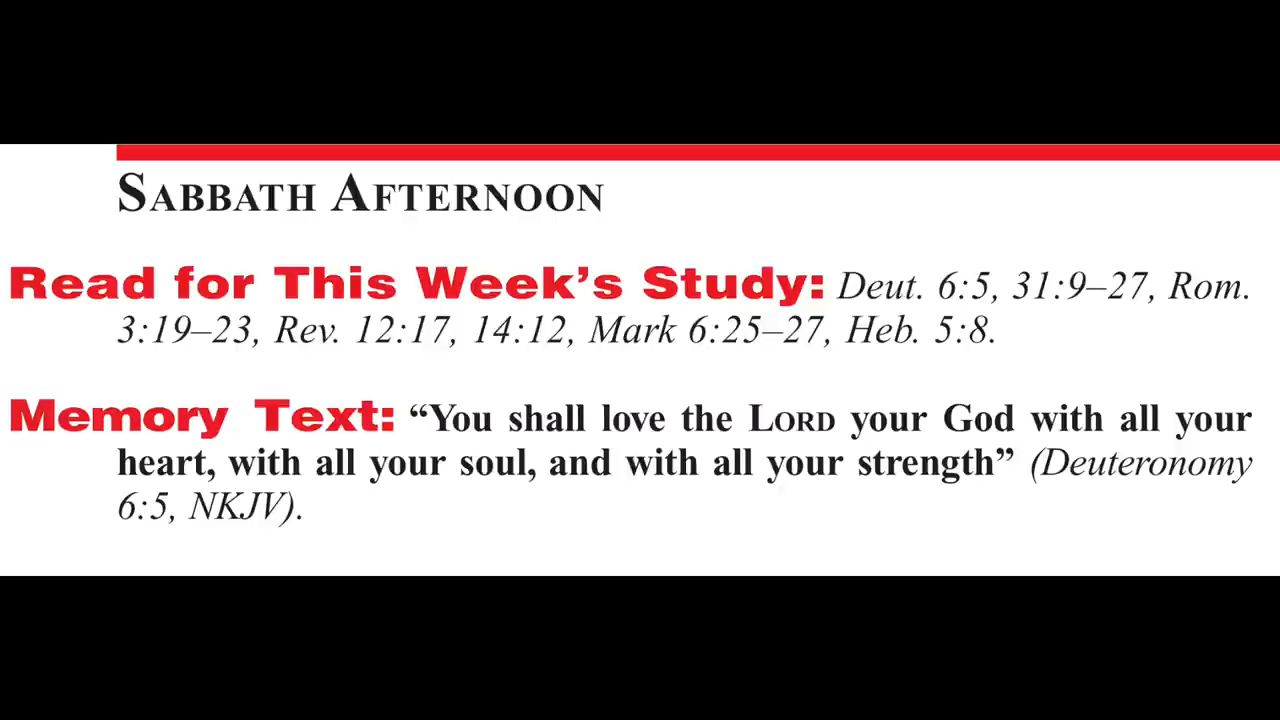 SABBATH AFTERNOON
Read for This Week’s Study: Deut. 6:5, 31:9–27, Rom.
3:19–23, Rev. 12:17, 14:12, Mark 6:25–27, Heb. 5:8.
Memory Text: “You shall love the LORD your God with all your
heart, with all your soul, and with all your strength” (Deuteronomy
6:5, NKJV).